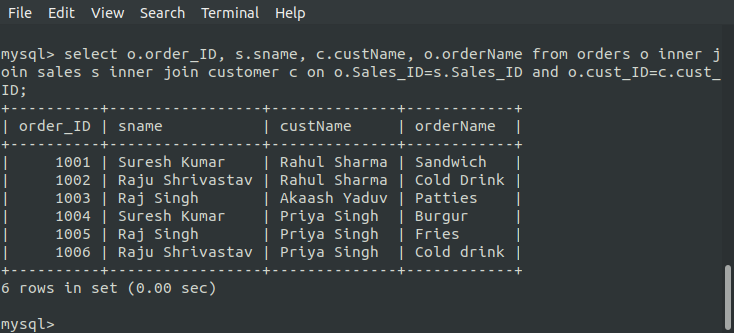 File Edit View Search Terminal Help
mysql> select o.order_ID, s.sname, c.custName, o.orderName from orders o inner j
oin sales s inner join customer c on o.Sales_ID=s.Sales_ID and o.cust_ID=c.cust_
ID;
+----------+-----------------+--------------+------------+
| order_ID | sname           | custName     | orderName  |
+----------+-----------------+--------------+------------+
|     1001 | Suresh Kumar    | Rahul Sharma | Sandwich   |
|     1002 | Raju Shrivastav | Rahul Sharma | Cold Drink |
|     1003 | Raj Singh       | Akaash Yaduv | Patties    |
|     1004 | Suresh Kumar    | Priya Singh  | Burgur     |
|     1005 | Raj Singh       | Priya Singh  | Fries      |
|     1006 | Raju Shrivastav | Priya Singh  | Cold drink |
+----------+-----------------+--------------+------------+
6 rows in set (0.00 sec)
mysql>